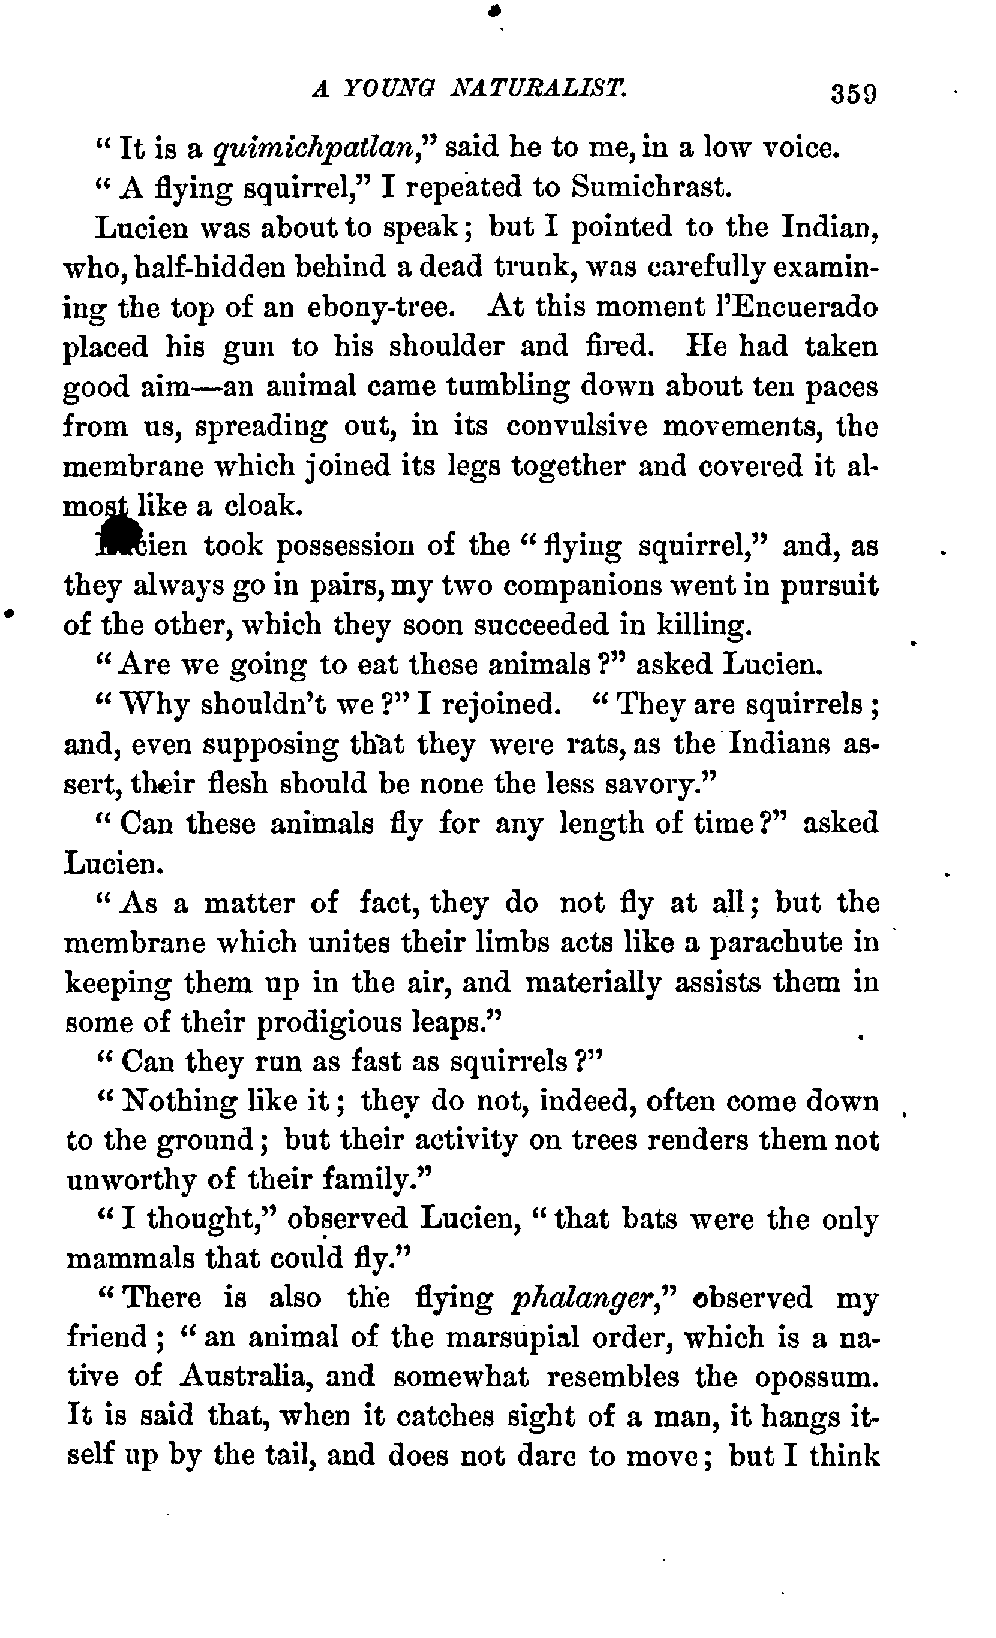 A YOUNG NATURALIST. 359
“ It is a quimichpatlan,” said he to me, in a low voice.
“ A flying squirrel,” I repeated to Sumichrast.
Lucien was about to speak; but I pointed to the Indian,
who, half-hidden behind a dead trunk, was carefully examin-
ing the top of an ebony-tree. At this moment l’Encuerado
placed his gun to his shoulder and fired. He had taken
good aim—an animal came tumbling down about ten paces
from us, spreading out, in its convulsive movements, the
membrane which joined its legs together and covered it al-
most like a cloak.
Lucien took possession of the “ flying squirrel,” and, as
they always go in pairs, my two companions went in pursuit
of the other, which they soon succeeded in killing.
“ Are we going to eat these animals ?” asked Lucien.
“ Why shouldn’t we ?” I rejoined. “ They are squirrels ;
and, even supposing that they were rats, as the Indians as-
sert, their flesh should be none the less savory.”
“ Can these animals fly for any length of time ?” asked
Lucien.
“ As a matter of fact, they do not fly at all ; but the
membrane which unites their limbs acts like a parachute in
keeping them up in the air, and materially assists them in
some of their prodigious leaps.”
“ Can they run as fast as squirrels ?”
“ Nothing like it ; they do not, indeed, often come down
to the ground ; but their activity on trees renders them not
unworthy of their family.”
“ I thought,” observed Lucien, “ that bats were the only
mammals that could fly.”
“ There is also the flying phalanger,” observed my
friend ; “ an animal of the marsupial order, which is a na-
tive of Australia, and somewhat resembles the opossum.
It is said that, when it catches sight of a man, it hangs it-
self up by the tail, and does not dare to move ; but I think